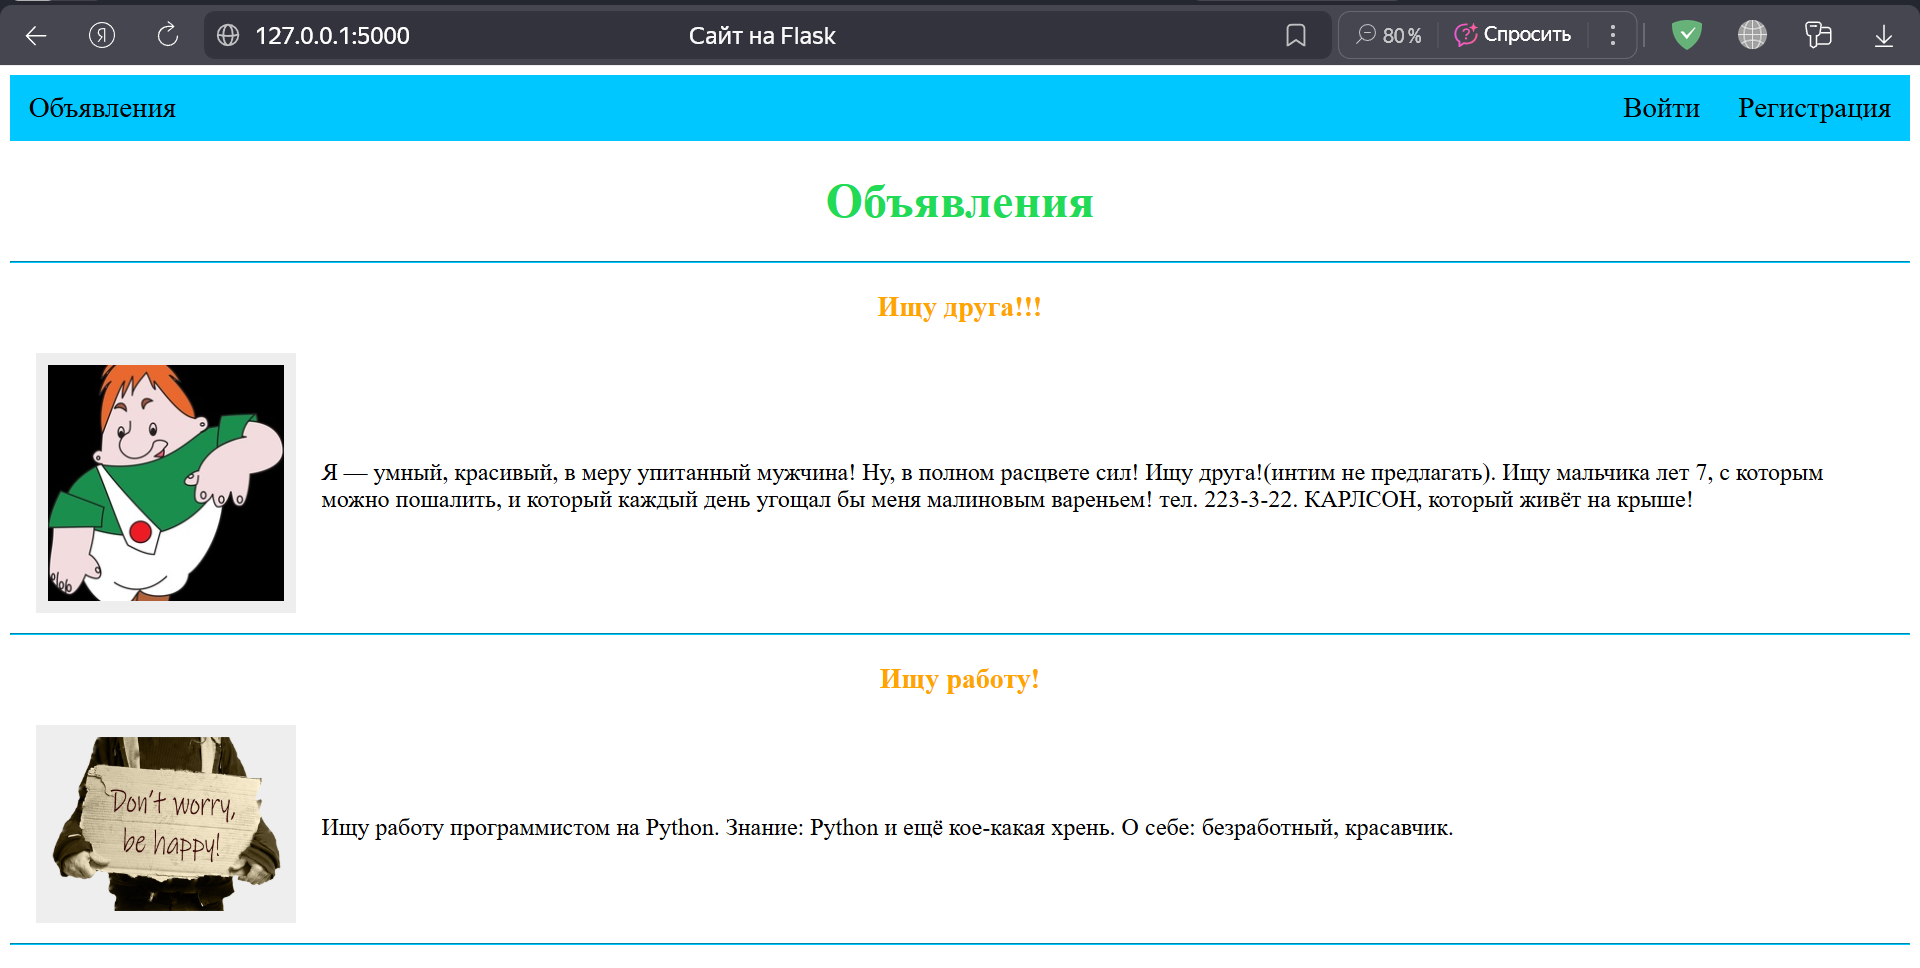 127.0.0.1:5000
Сайт на Flask
80 %
Спросить
Объявления
Войти
Регистрация
Объявления
Ищу друга!!!
Я — умный, красивый, в меру упитанный мужчина! Ну, в полном расцвете сил! Ищу друга!(интим не предлагать). Ищу мальчика лет 7, с которым
можно пошалить, и который каждый день угощал бы меня малиновым вареньем! тел. 223-3-22. КАРЛСОН, который живёт на крыше!
Ищу работу!
Don't worry,
be happy!
Ищу работу программистом на Python. Знание: Python и ещё кое-какая хрень. О себе: безработный, красавчик.